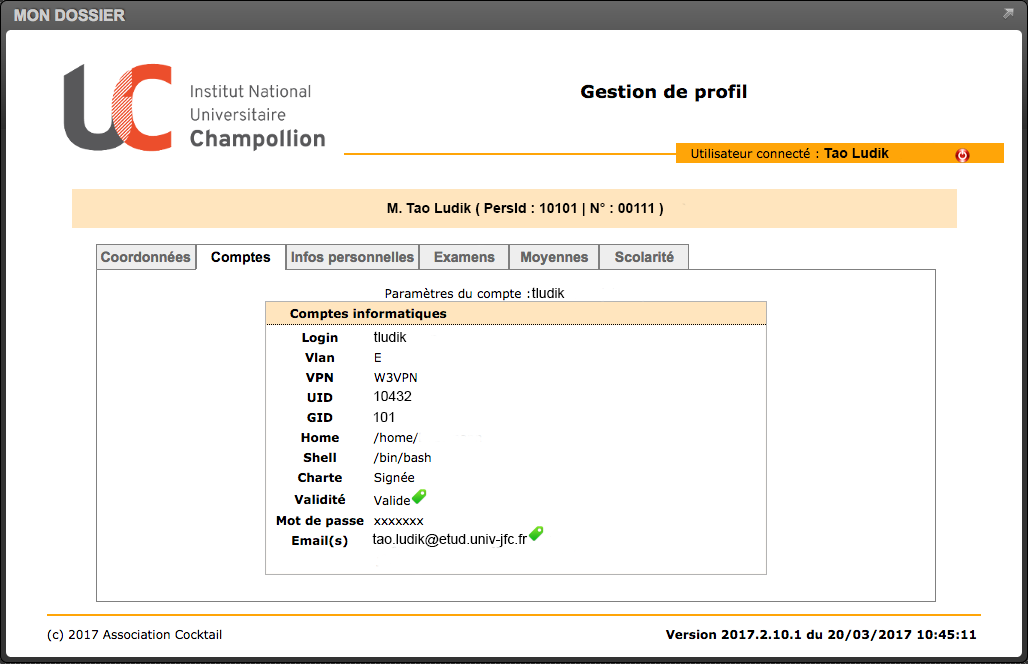 MON DOSSIER
UC
Institut National
Universitaire
Champollion
Gestion de profil
Utilisateur connecté : Tao Ludik
M. Tao Ludik ( PersId : 10101 | N° : 00111 )
Coordonnées Comptes Infos personnelles Examens Moyennes Scolarité
Paramètres du compte :tludik
Comptes informatiques
Login tludik
Vlan E
VPN W3VPN
UID 10432
GID 101
Home /home/
Shell /bin/bash
Charte Signée
Validité Valide
Mot de passe xxxxxxx
Email(s) tao.ludik@etud.univ-jfc.fr
(c) 2017 Association Cocktail Version 2017.2.10.1 du 20/03/2017 10:45:11